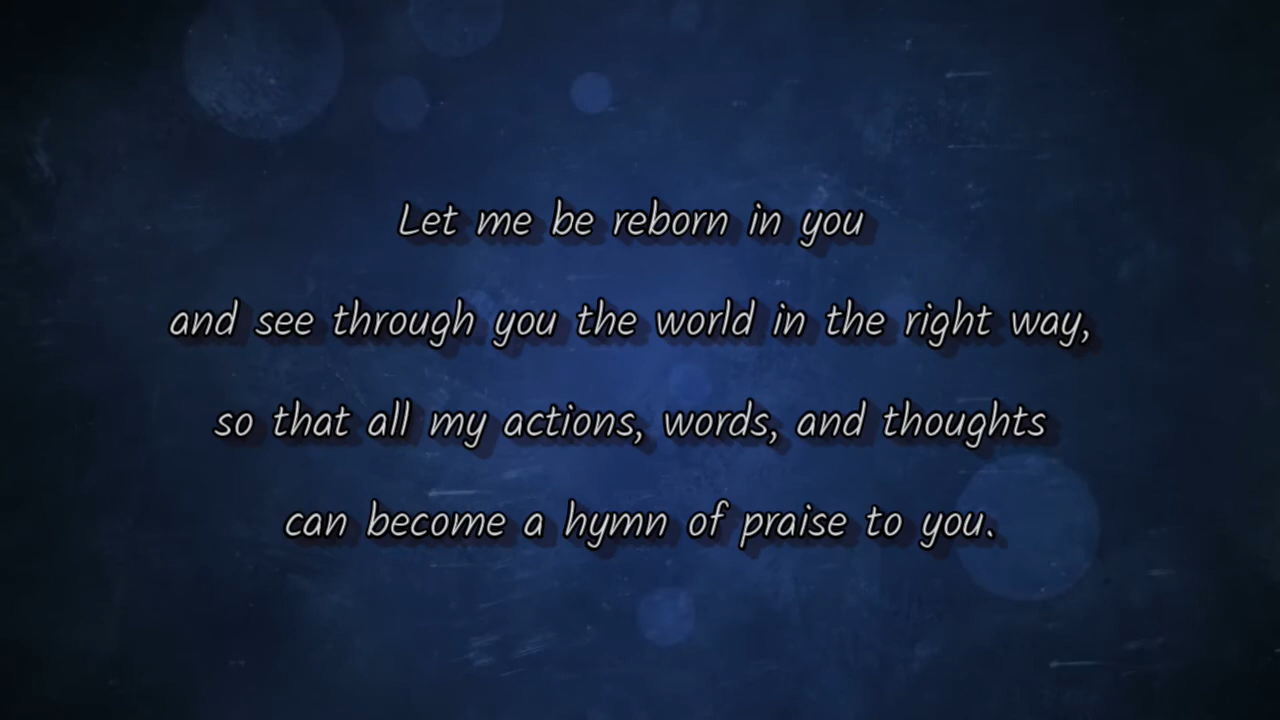 Let me be reborn in you
and see through you the world in the right way,
so that all my actions, words, and thoughts
can become a hymn of praise to you.